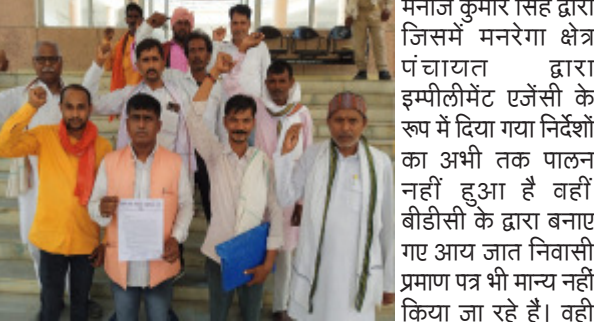 मनोज कुमार सिंह द्वारा
जिसमें मनरेगा क्षेत्र
पंचायत द्वारा
इम्पीलीमेंट एजेंसी के
रूप में दिया गया निर्देशों
का अभी तक पालन
नहीं हुआ है वहीं
बीडीसी के द्वारा बनाए
गए आय जात निवासी
प्रमाण पत्र भी मान्य नहीं
किया जा रहे हैं। वही